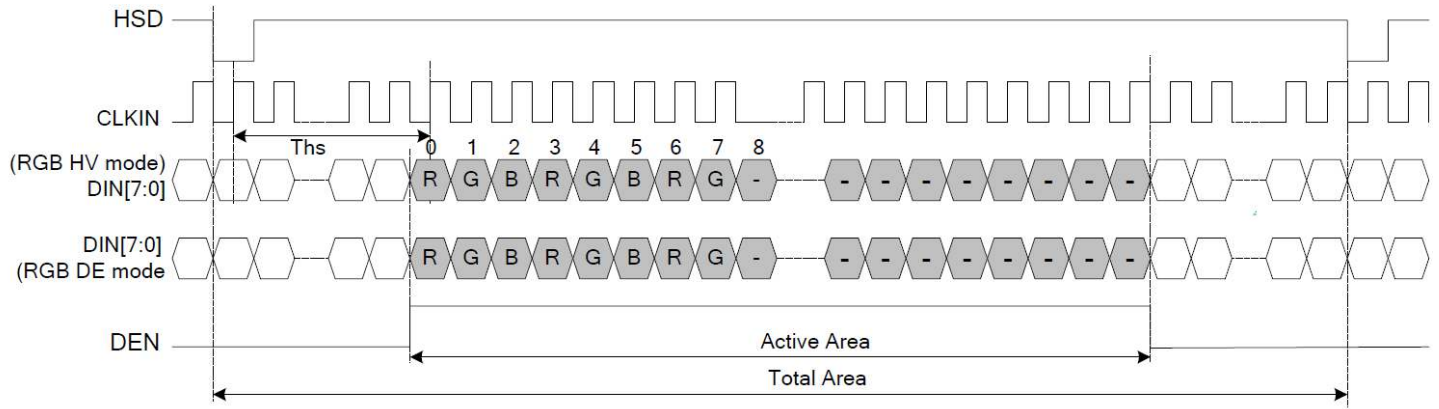 HSD
CLKIN
Ths
0 1 2 3 4 5 6 7 8
(RGB HV mode)
DIN[7:0]
R G B R G B R G - - - - - - - - -
DIN[7:0]
(RGB DE mode
R G B R G B R G - - - - - - - - -
DEN
Active Area
Total Area